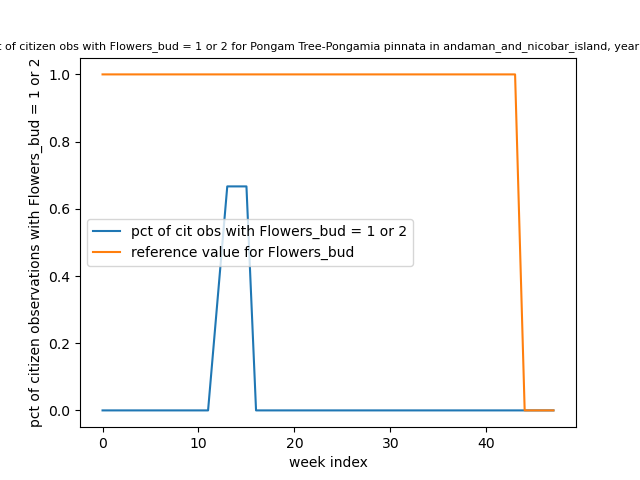 t of citizen obs with Flowers_bud = 1 or 2 for Pongam Tree-Pongamia pinnata in andaman_and_nicobar_island, year
pct of citizen observations with Flowers_bud = 1 or 2
1.0
0.8
0.6
0.4
0.2
0.0
pct of cit obs with Flowers_bud = 1 or 2
reference value for Flowers_bud
0 10 20 30 40
week index